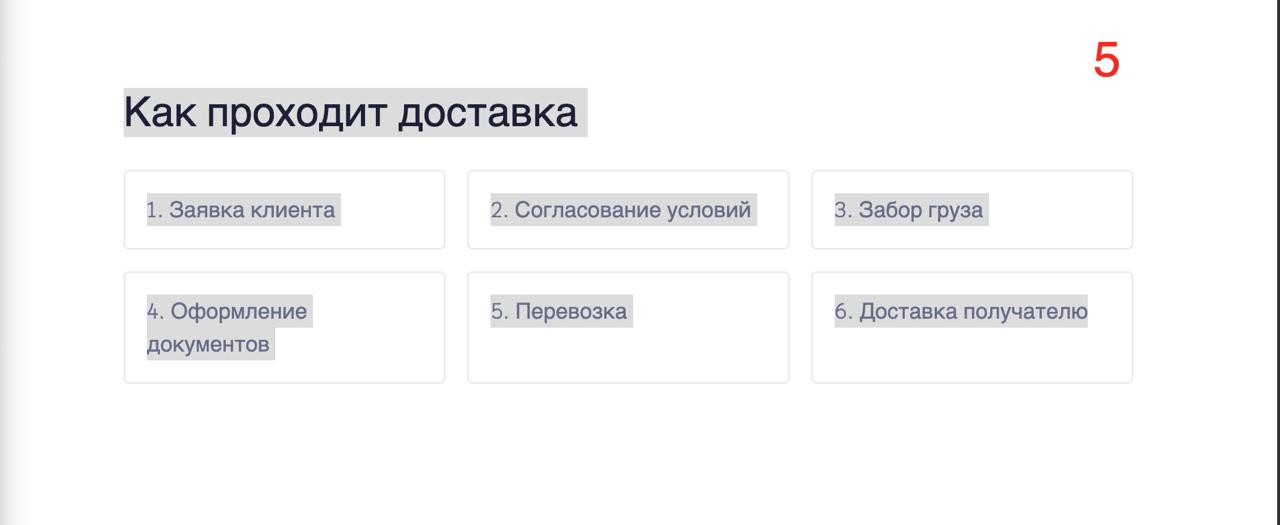 5
Как проходит доставка
1. Заявка клиента
2. Согласование условий
3. Забор груза
4. Оформление
документов
5. Перевозка
6. Доставка получателю